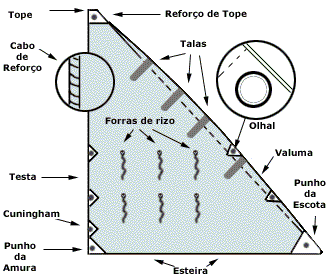 Tope
Reforço de Tope
Cabo
de
Reforço
Talas
Forras de rizo
Olhal
Valuma
Testa
Punho
da
Escota
Cuningham
Punho
da
Amura
Esteira